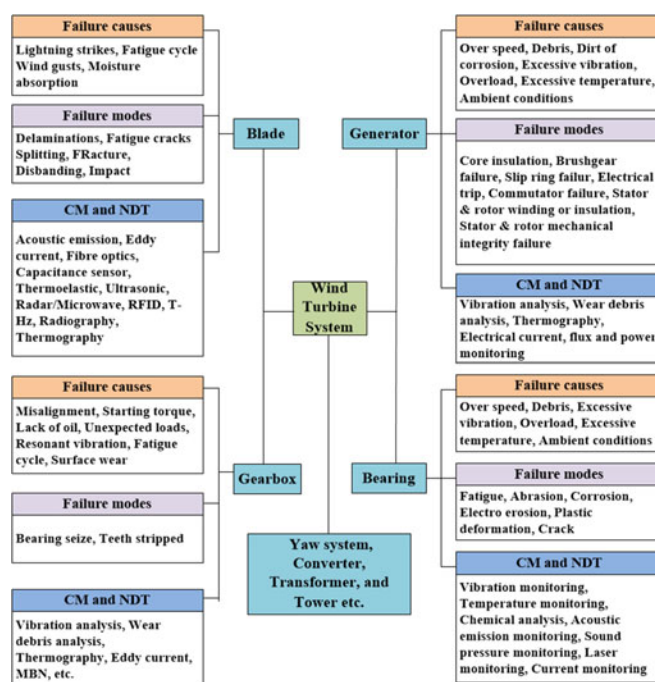 Failure causes
Lightning strikes, Fatigue cycle
Wind gusts, Moisture
absorption
Failure modes
Delaminations, Fatigue cracks
Splitting, FRacture,
Disbanding, Impact
CM and NDT
Acoustic emission, Eddy
current, Fibre optics,
Capacitance sensor,
Thermoelastic, Ultrasonic,
Radar/Microwave, RFID, T-
Hz, Radiography,
Thermography
Blade
Failure causes
Misalignment, Starting torque,
Lack of oil, Unexpected loads,
Resonant vibration, Fatigue
cycle, Surface wear
Failure modes
Bearing seize, Teeth stripped
CM and NDT
Vibration analysis, Wear
debris analysis,
Thermography, Eddy current,
MBN, etc.
Gearbox
Wind
Turbine
System
Yaw system,
Converter,
Transformer, and
Tower etc.
Generator
Failure causes
Over speed, Debris, Dirt of
corrosion, Excessive vibration,
Overload, Excessive temperature,
Ambient conditions
Failure modes
Core insulation, Brushgear
failure, Slip ring failur, Electrical
trip, Commutator failure, Stator
& rotor winding or insulation,
Stator & rotor mechanical
integrity failure
CM and NDT
Vibration analysis, Wear debris
analysis, Thermography,
Electrical current, flux and power
monitoring
Bearing
Failure causes
Over speed, Debris, Excessive
vibration, Overload, Excessive
temperature, Ambient conditions
Failure modes
Fatigue, Abrasion, Corrosion,
Electro erosion, Plastic
deformation, Crack
CM and NDT
Vibration monitoring,
Temperature monitoring,
Chemical analysis, Acoustic
emission monitoring, Sound
pressure monitoring, Laser
monitoring, Current monitoring